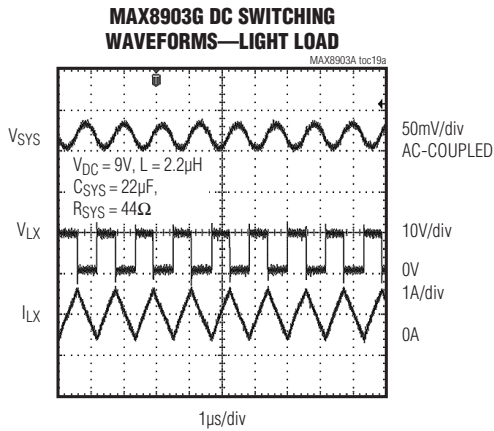 MAX8903G DC SWITCHING
WAVEFORMS—LIGHT LOAD
MAX8903A toc19a
VSYS
50mV/div
AC-COUPLED
VDC = 9V, L = 2.2µH
CSYS = 22µF,
RSYS = 44Ω
VLX
10V/div
0V
1A/div
ILX
0A
1µs/div